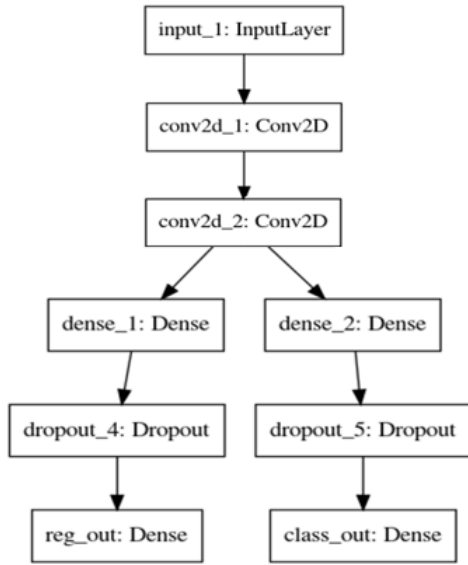 input_1: InputLayer
conv2d_1: Conv2D
conv2d_2: Conv2D
dense_1: Dense
dense_2: Dense
dropout_4: Dropout
dropout_5: Dropout
reg_out: Dense
class_out: Dense